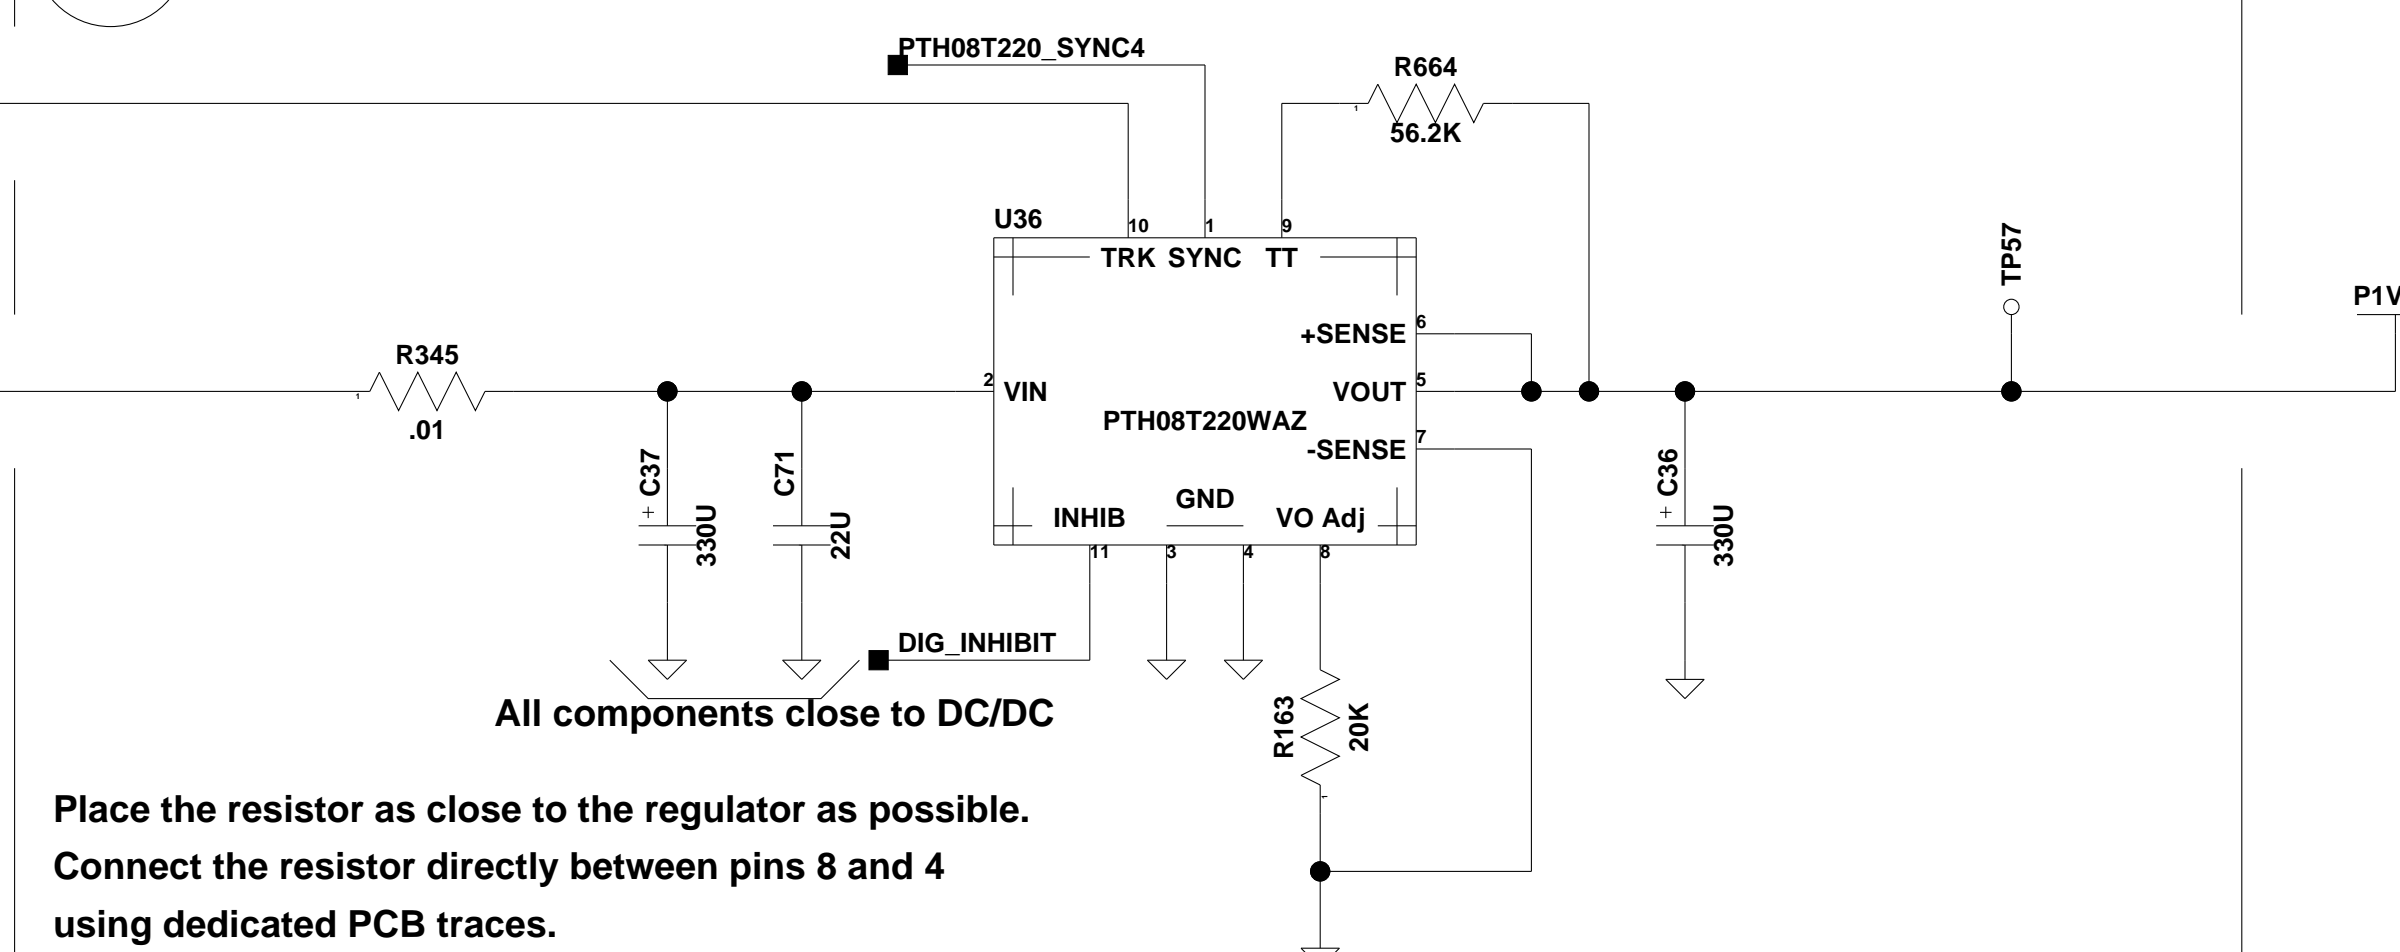 PTH08T220_SYNC4
R664
1
56.2K
U36
10
1
9
TRK SYNC TT
TP57
P1V
+SENSE
6
R345
1
.01
2
VIN
VOUT
5
PTH08T220WAZ
-SENSE
7
C37
+
330U
C71
22U
C36
+
330U
GND
INHIB
VO Adj
11
3
4
8
DIG_INHIBIT
All components close to DC/DC
R163
20K
1
Place the resistor as close to the regulator as possible.
Connect the resistor directly between pins 8 and 4
using dedicated PCB traces.